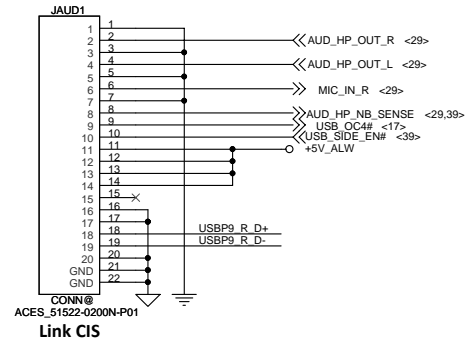 JAUD1
1 1
2 2 AUD_HP_OUT_R <29>
3 3
4 4 AUD_HP_OUT_L <29>
5 5
6 6 MIC_IN_R <29>
7 7
8 8 AUD_HP_NB_SENSE <29,39>
9 9 USB_OC4# <17>
10 10 USB_SIDE_EN# <39>
11 11 +5V_ALW
12 12
13 13
14 14
15 15
16 16
17 17
18 18 USBP9_R_D+
19 19 USBP9_R_D-
20 20
GND 21
GND 22
CONN@
ACES_51522-0200N-P01
Link CIS